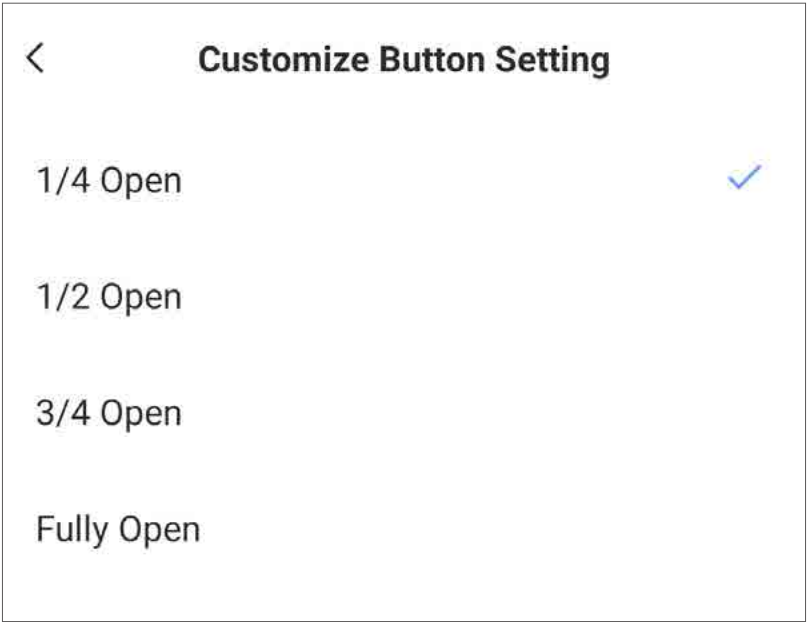 Customize Button Setting
1/4 Open
1/2 Open
3/4 Open
Fully Open